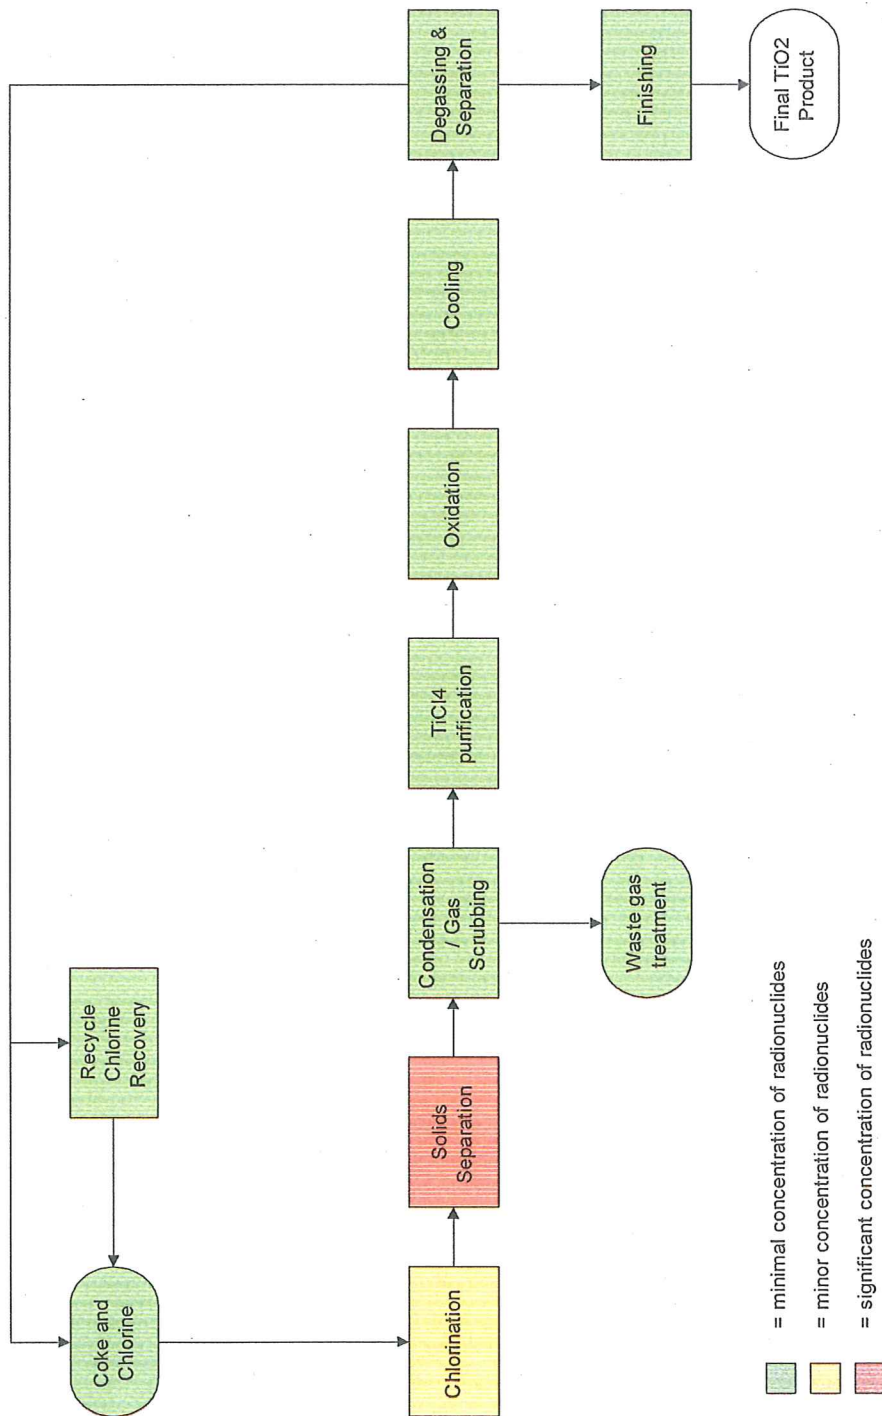 Coke and
Chlorine
Recycle
Chlorine
Recovery
Chlorination
Solids
Separation
Condensation
/ Gas
Scrubbing
TiCl4
purification
Oxidation
Cooling
Degassing &
Separation
Waste gas
treatment
Finishing
Final TiO2
Product
= minimal concentration of radionuclides
= minor concentration of radionuclides
= significant concentration of radionuclides